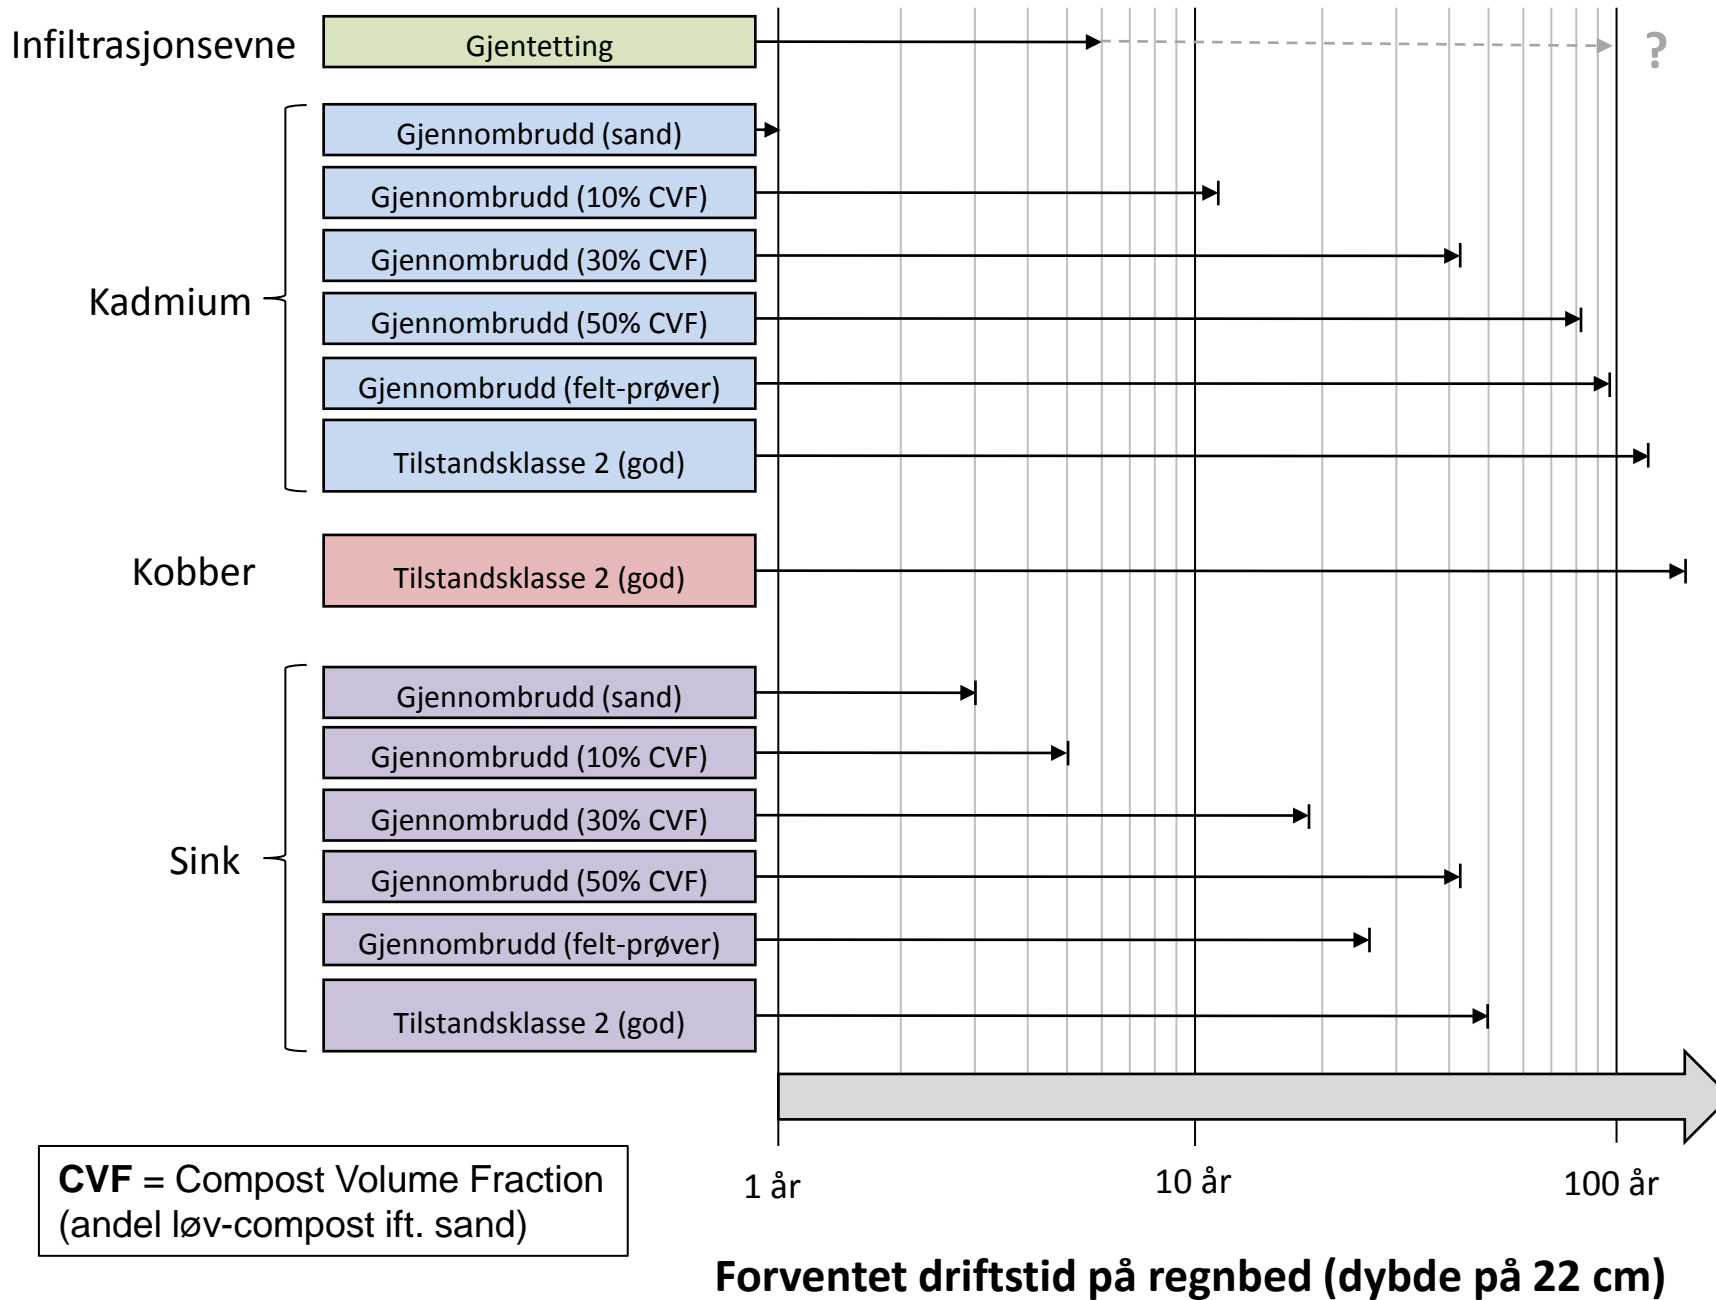 Infiltrasjonsevne
Gjentetting
?
Kadmium
Gjennombrudd (sand)
Gjennombrudd (10% CVF)
Gjennombrudd (30% CVF)
Gjennombrudd (50% CVF)
Gjennombrudd (felt-prøver)
Tilstandsklasse 2 (god)
Kobber
Tilstandsklasse 2 (god)
Sink
Gjennombrudd (sand)
Gjennombrudd (10% CVF)
Gjennombrudd (30% CVF)
Gjennombrudd (50% CVF)
Gjennombrudd (felt-prøver)
Tilstandsklasse 2 (god)
1 år
10 år
100 år
CVF = Compost Volume Fraction
(andel løv-compost ift. sand)
Forventet driftstid på regnbed (dybde på 22 cm)